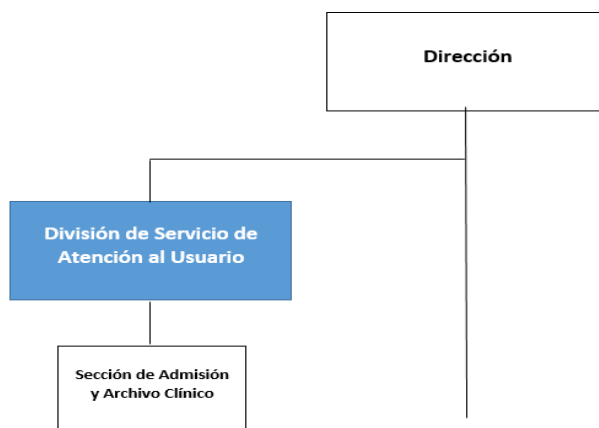 Dirección
División de Servicio de
Atención al Usuario
Sección de Admisión
y Archivo Clínico